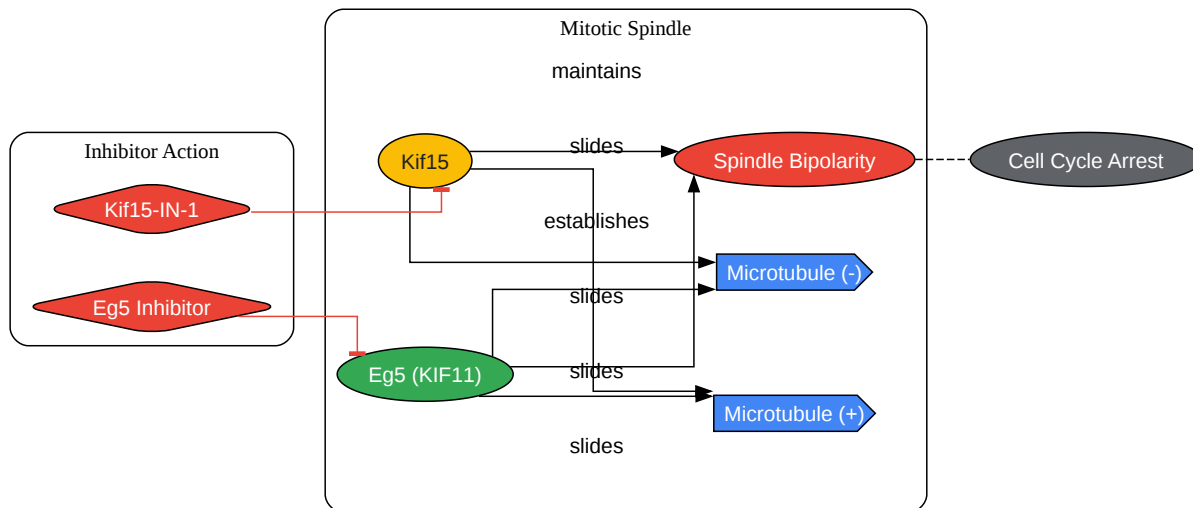 Mitotic Spindle
maintains
Inhibitor Action
Kif15
slides
Spindle Bipolarity
Cell Cycle Arrest
Kif15-IN-1
establishes
Microtubule (-)
Eg5 Inhibitor
slides
Eg5 (KIF11)
slides
Microtubule (+)
slides